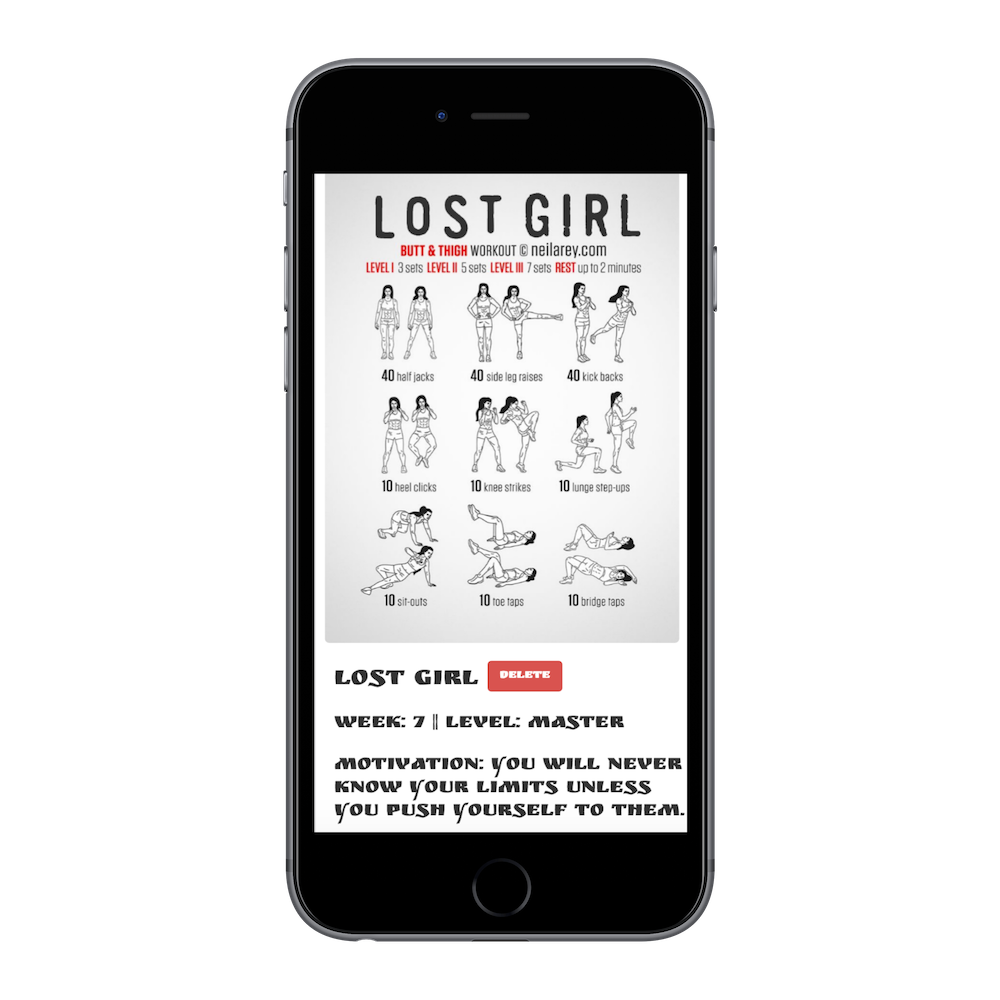 LOST GIRL
BUTT & THIGH WORKOUT © neilarey.com
LEVEL I 3 sets LEVEL II 5 sets LEVEL III 7 sets REST up to 2 minutes
40 half jacks 40 side leg raises 40 kick backs
10 heel clicks 10 knee strikes 10 lunge step-ups
10 sit-outs 10 toe taps 10 bridge taps
LOST GIRL DELETE
WEEK: 7 || LEVEL: MASTER
MOTIVATION: YOU WILL NEVER
KNOW YOUR LIMITS UNLESS
YOU PUSH YOURSELF TO THEM.